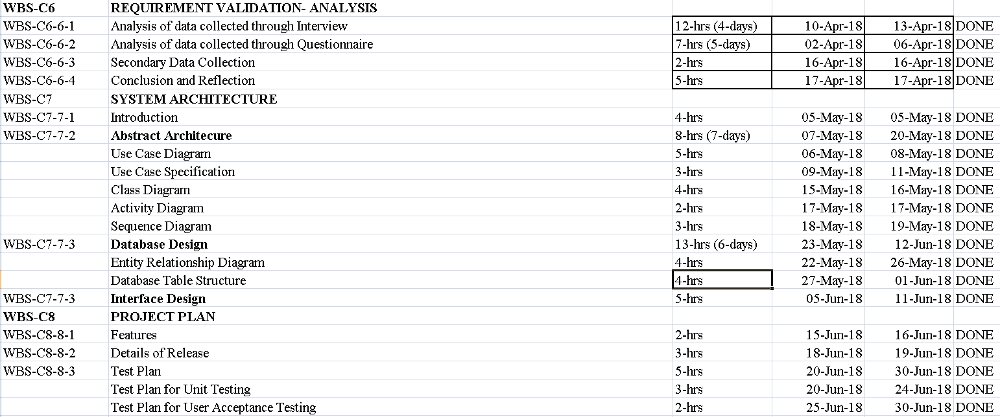 WBS-C6 REQUIREMENT VALIDATION- ANALYSIS
WBS-C6-6-1 Analysis of data collected through Interview 12-hrs (4-days) 10-Apr-18 13-Apr-18 DONE
WBS-C6-6-2 Analysis of data collected through Questionnaire 7-hrs (5-days) 02-Apr-18 06-Apr-18 DONE
WBS-C6-6-3 Secondary Data Collection 2-hrs 16-Apr-18 16-Apr-18 DONE
WBS-C6-6-4 Conclusion and Reflection 5-hrs 17-Apr-18 17-Apr-18 DONE
WBS-C7 SYSTEM ARCHITECTURE
WBS-C7-7-1 Introduction 4-hrs 05-May-18 05-May-18 DONE
WBS-C7-7-2 Abstract Architecure 8-hrs (7-days) 07-May-18 20-May-18 DONE
Use Case Diagram 5-hrs 06-May-18 08-May-18 DONE
Use Case Specification 3-hrs 09-May-18 11-May-18 DONE
Class Diagram 4-hrs 15-May-18 16-May-18 DONE
Activity Diagram 2-hrs 17-May-18 17-May-18 DONE
Sequence Diagram 3-hrs 18-May-18 19-May-18 DONE
WBS-C7-7-3 Database Design 13-hrs (6-days) 23-May-18 12-Jun-18 DONE
Entity Relationship Diagram 4-hrs 22-May-18 26-May-18 DONE
Database Table Structure 4-hrs 27-May-18 01-Jun-18 DONE
WBS-C7-7-3 Interface Design 5-hrs 05-Jun-18 11-Jun-18 DONE
WBS-C8 PROJECT PLAN
WBS-C8-8-1 Features 2-hrs 15-Jun-18 16-Jun-18 DONE
WBS-C8-8-2 Details of Release 3-hrs 18-Jun-18 19-Jun-18 DONE
WBS-C8-8-3 Test Plan 5-hrs 20-Jun-18 30-Jun-18 DONE
Test Plan for Unit Testing 3-hrs 20-Jun-18 24-Jun-18 DONE
Test Plan for User Acceptance Testing 2-hrs 25-Jun-18 30-Jun-18 DONE